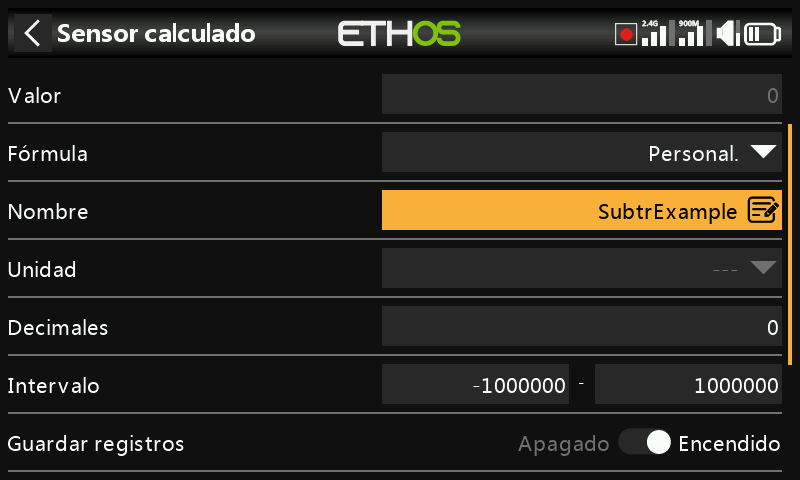 Sensor calculado ETHOS 2.4G 900M
Valor 0
Fórmula Personal.
Nombre SubtrExample
Unidad ---
Decimales 0
Intervalo -1000000 - 1000000
Guardar registros Apagado Encendido